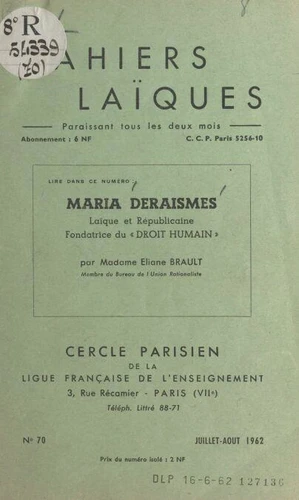 8
8° R
54339
(70)
CAHIERS
LAÏQUES
Paraissant tous les deux mois
Abonnement : 6 NF
C. C. P. Paris 5256-10
LIRE DANS CE NUMÉRO :
MARIA DERAISMES
Laïque et Républicaine
Fondatrice du « DROIT HUMAIN »
par Madame Eliane BRAULT
Membre du Bureau de l'Union Rationaliste
CERCLE PARISIEN
DE LA
LIGUE FRANÇAISE DE L'ENSEIGNEMENT
3, Rue Récamier - PARIS (VIIe)
Téléph. Littré 88-71
N° 70
JUILLET-AOUT 1962
Prix du numéro isolé : 2 NF
DLP 16-6-62 127136